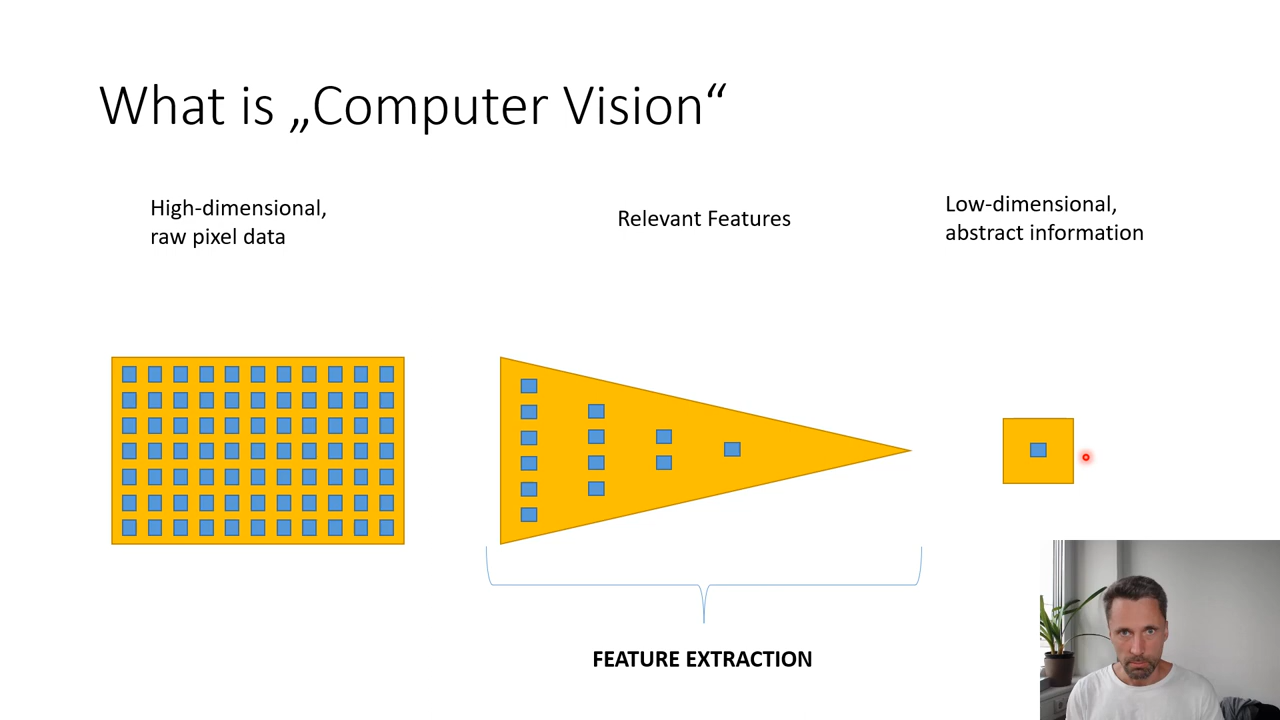 What is „Computer Vision“
High-dimensional,
raw pixel data
Relevant Features
Low-dimensional,
abstract information
FEATURE EXTRACTION